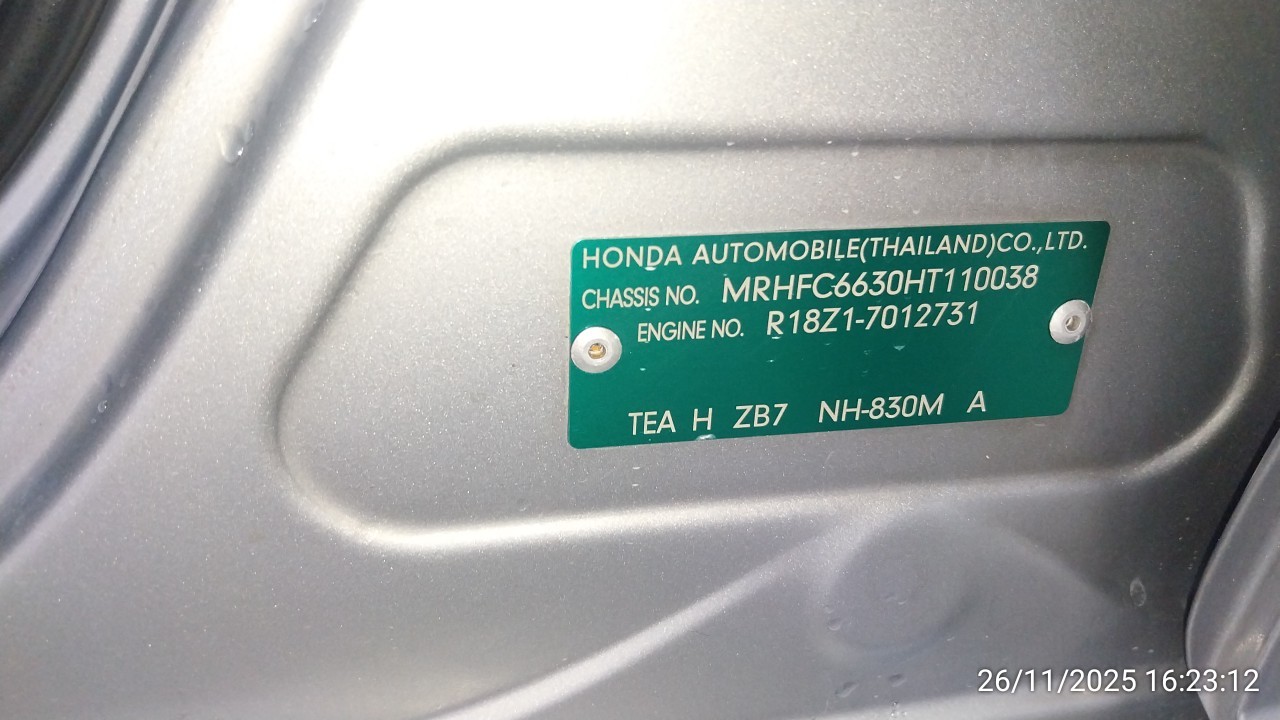 HONDA AUTOMOBILE(THAILAND)CO.,LTD.
CHASSIS NO. MRHFC6630HT110038
ENGINE NO. R18Z1-7012731
TEA H ZB7 NH-830M A
26/11/2025 16:23:12